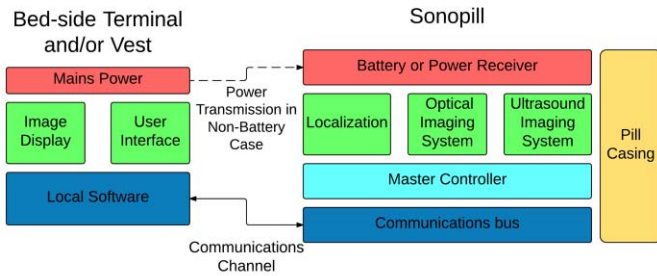 Bed-side Terminal
and/or Vest
Sonopill
Mains Power
Battery or Power Receiver
Power
Transmission in
Non-Battery
Case
Image
Display
User
Interface
Localization
Optical
Imaging
System
Ultrasound
Imaging
System
Pill
Casing
Local Software
Master Controller
Communications bus
Communications
Channel